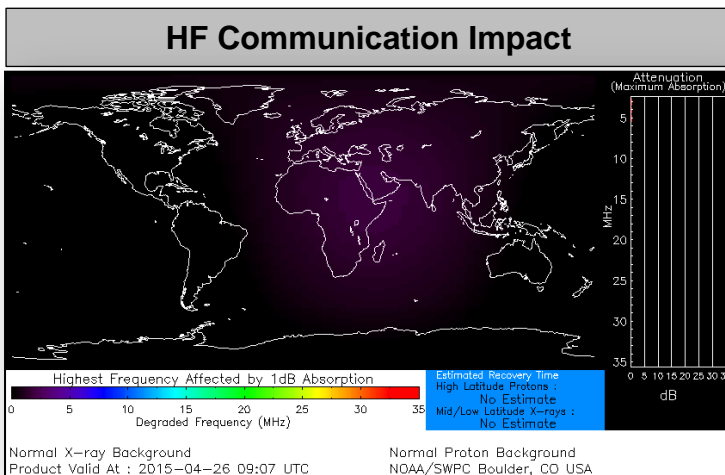 HF Communication Impact
Attenuation
(Maximum Absorption)
5
10
15
20
25
30
35
MHz
0 5 10 15 20 25 30
dB
Highest Frequency Affected by 1dB Absorption
0 5 10 15 20 25 30 35
Degraded Frequency (MHz)
Estimated Recovery Time
High Latitude Protons :
No Estimate
Mid/Low Latitude X-rays :
No Estimate
Normal X-ray Background
Product Valid At : 2015-04-26 09:07 UTC
Normal Proton Background
NOAA/SWPC Boulder, CO USA